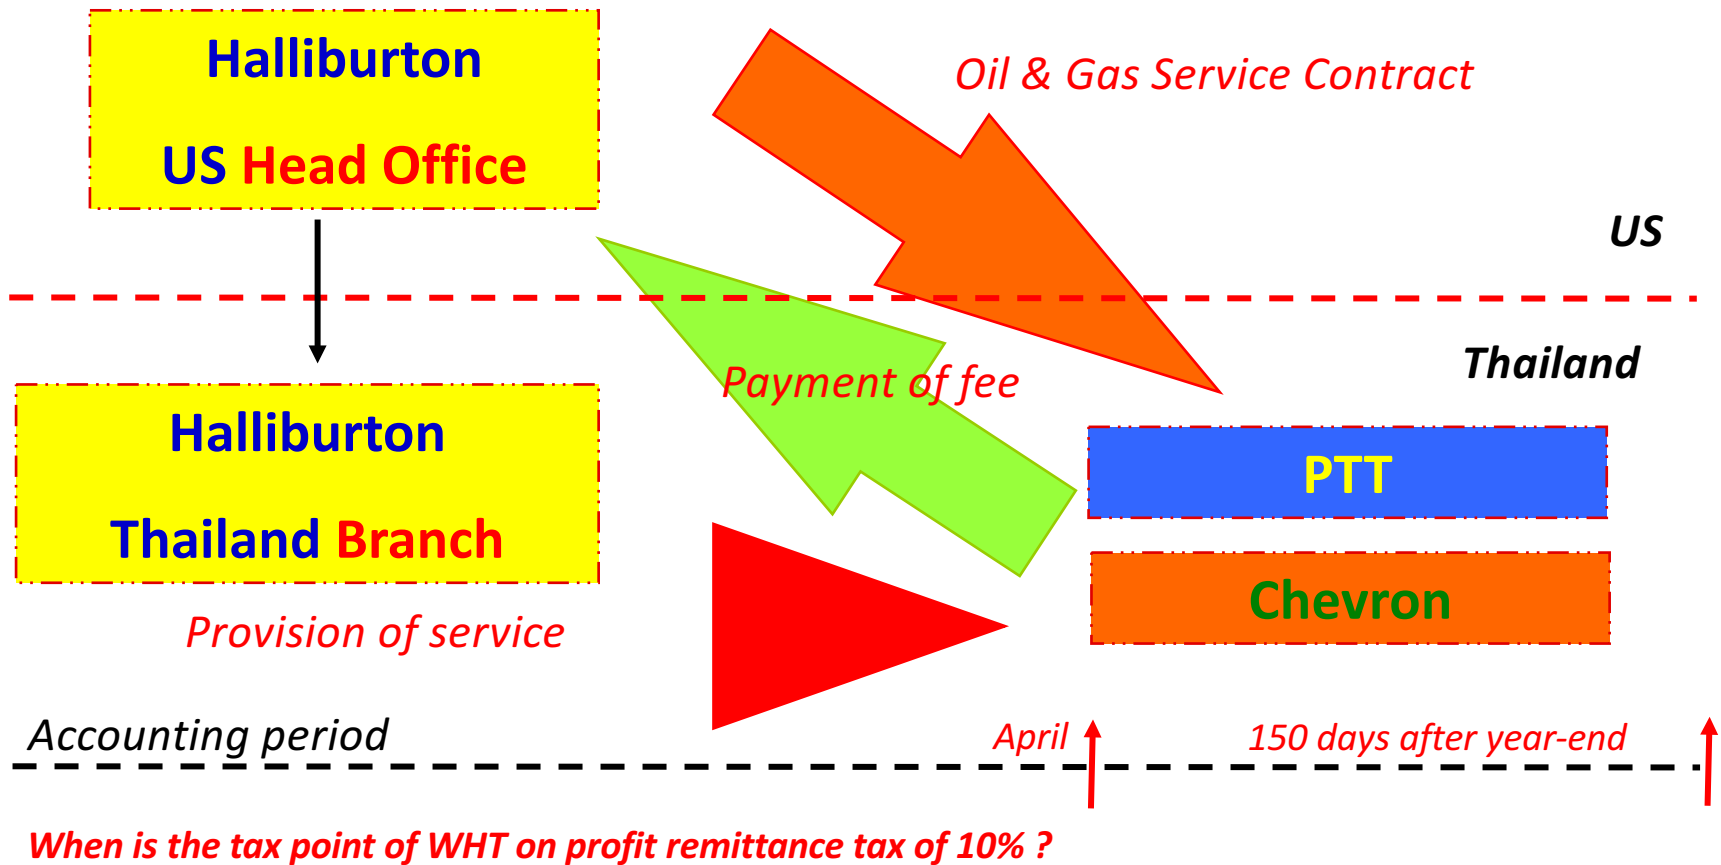 Halliburton
US Head Office
Oil & Gas Service Contract
US
Thailand
Payment of fee
Halliburton
Thailand Branch
PTT
Chevron
Provision of service
Accounting period
April
150 days after year-end
When is the tax point of WHT on profit remittance tax of 10% ?